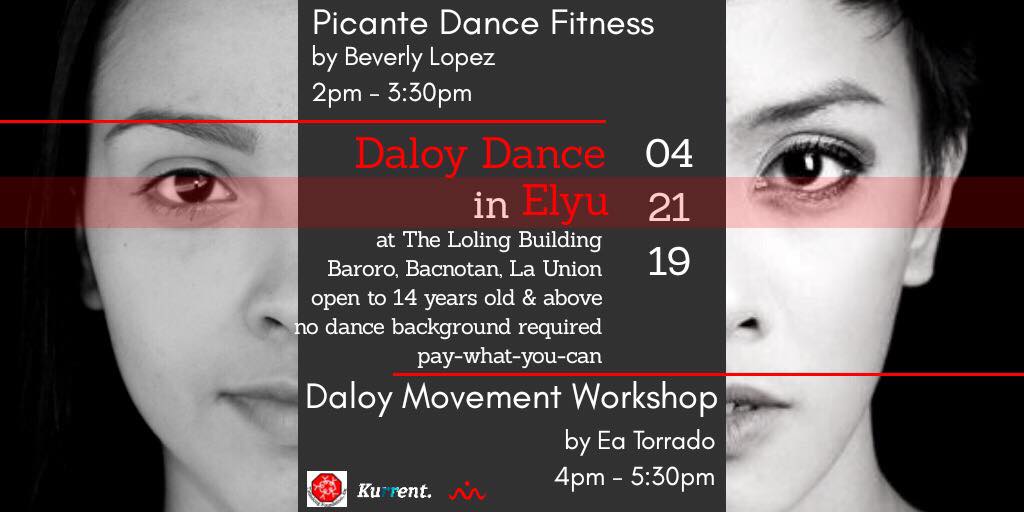 Picante Dance Fitness
by Beverly Lopez
2pm - 3:30pm
Daloy Dance
in Elyu
04
21
19
at The Loling Building
Baroro, Bacnotan, La Union
open to 14 years old & above
no dance background required
pay-what-you-can
Daloy Movement Workshop
by Ea Torrado
4pm - 5:30pm
Kurrent.